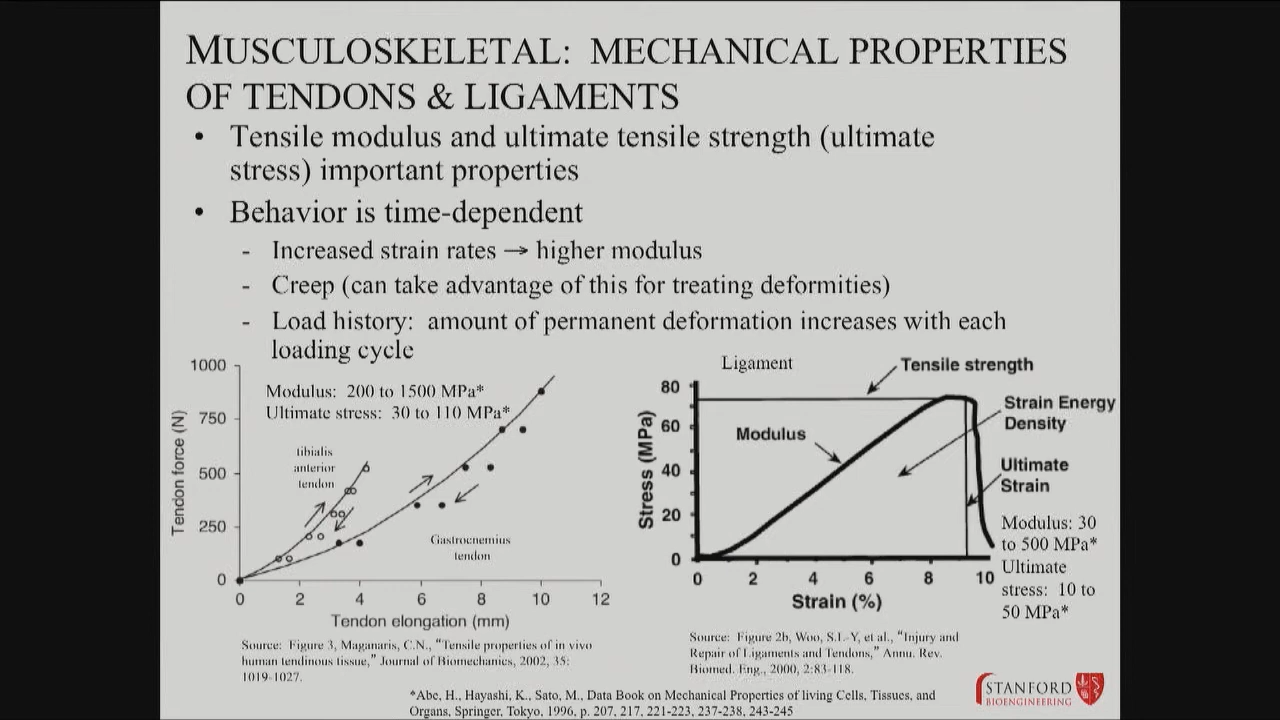 MUSCULOSKELETAL: MECHANICAL PROPERTIES
OF TENDONS & LIGAMENTS
• Tensile modulus and ultimate tensile strength (ultimate
stress) important properties
• Behavior is time-dependent
- Increased strain rates → higher modulus
- Creep (can take advantage of this for treating deformities)
- Load history: amount of permanent deformation increases with each
loading cycle
1000
750
500
250
0
Tendon force (N)
Modulus: 200 to 1500 MPa*
Ultimate stress: 30 to 110 MPa*
tibialis
anterior
tendon
Gastrocnemius
tendon
0 2 4 6 8 10 12
Tendon elongation (mm)
Source: Figure 3, Maganaris, C.N., “Tensile properties of in vivo
human tendinous tissue,” Journal of Biomechanics, 2002, 35:
1019-1027.
Ligament
Tensile strength
80
60
40
20
0
Stress (MPa)
Modulus
Strain Energy
Density
Ultimate
Strain
0 2 4 6 8 10
Strain (%)
Modulus: 30
to 500 MPa*
Ultimate
stress: 10 to
50 MPa*
Source: Figure 2b, Woo, S.L-Y, et al., “Injury and
Repair of Ligaments and Tendons,” Annu. Rev.
Biomed. Eng., 2000, 2:83-118.
*Abe, H., Hayashi, K., Sato, M., Data Book on Mechanical Properties of living Cells, Tissues, and
Organs, Springer, Tokyo, 1996, p. 207, 217, 221-223, 237-238, 243-245
STANFORD
BIOENGINEERING